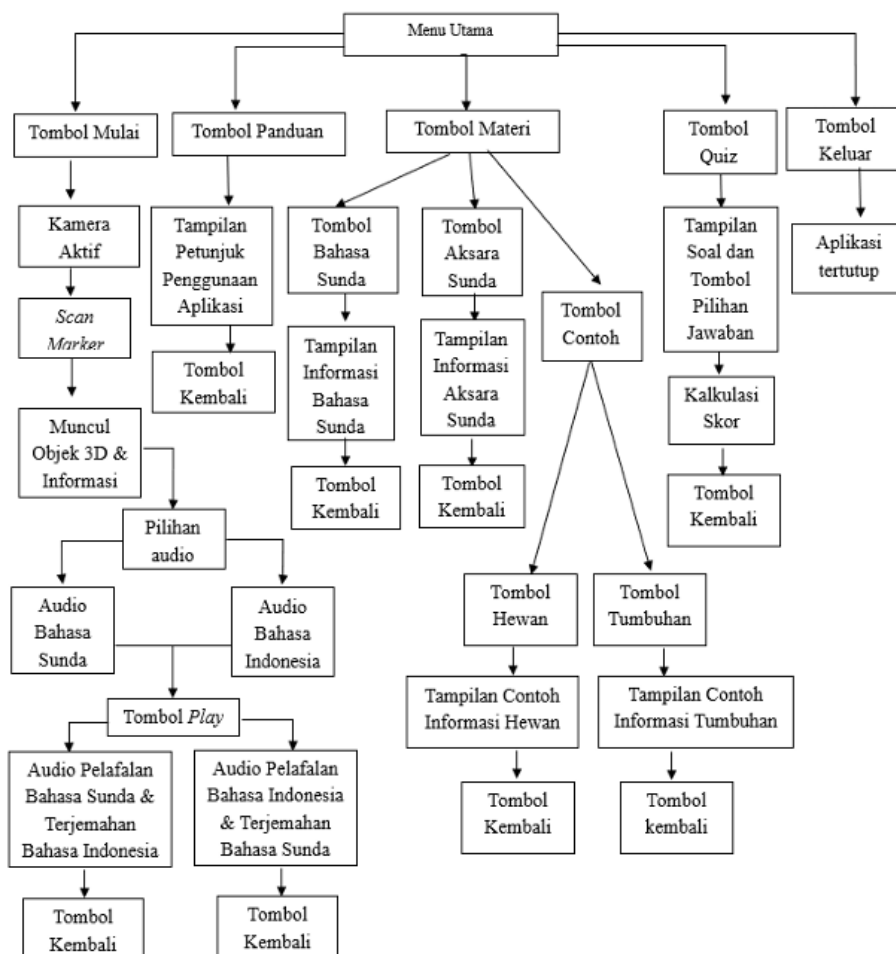 Menu Utama
Tombol Mulai
Tombol Panduan
Tombol Materi
Tombol
Quiz
Tombol
Keluar
Kamera
Aktif
Tampilan
Petunjuk
Penggunaan
Aplikasi
Tombol
Bahasa
Sunda
Tombol
Aksara
Sunda
Tampilan
Soal dan
Tombol
Pilihan
Jawaban
Aplikasi
tertutup
Scan
Marker
Tombol
Kembali
Tampilan
Informasi
Bahasa
Sunda
Tampilan
Informasi
Aksara
Sunda
Tombol
Contoh
Kalkulasi
Skor
Muncul
Objek 3D &
Informasi
Tombol
Kembali
Tombol
Kembali
Tombol
Kembali
Pilihan
audio
Audio
Bahasa
Sunda
Audio
Bahasa
Indonesia
Tombol
Hewan
Tombol
Tumbuhan
Tombol Play
Tampilan Contoh
Informasi Hewan
Tampilan Contoh
Informasi Tumbuhan
Audio Pelafalan
Bahasa Sunda &
Terjemahan
Bahasa Indonesia
Audio Pelafalan
Bahasa Indonesia
& Terjemahan
Bahasa Sunda
Tombol
Kembali
Tombol
kembali
Tombol
Kembali
Tombol
Kembali